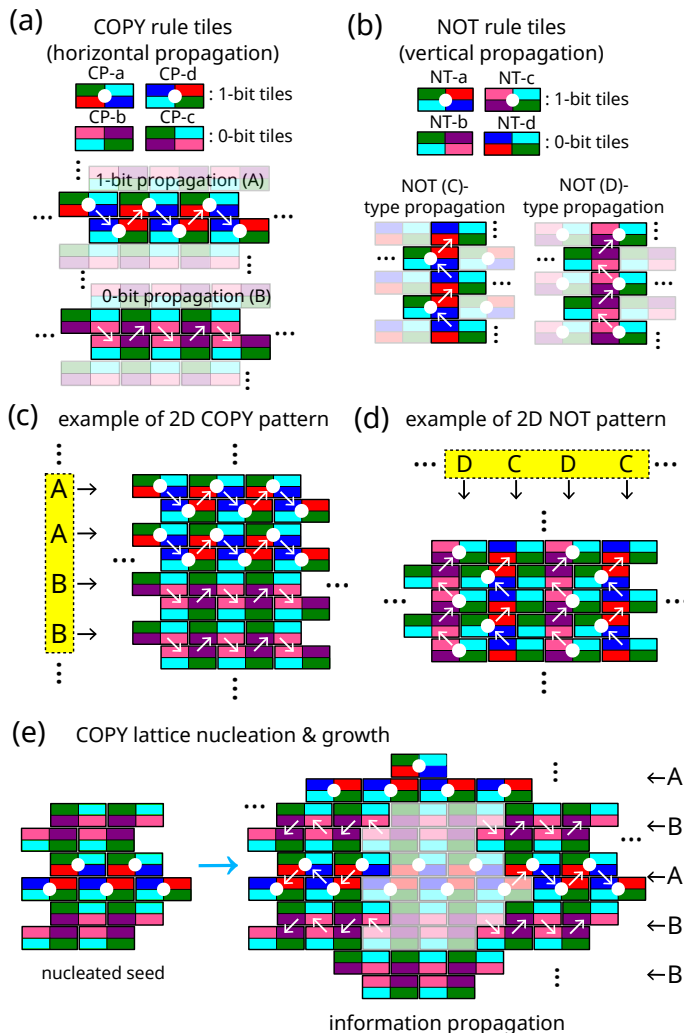 (a)
COPY rule tiles
(horizontal propagation)
CP-a
CP-d
: 1-bit tiles
CP-b
CP-c
: 0-bit tiles
1-bit propagation (A)
0-bit propagation (B)
(b)
NOT rule tiles
(vertical propagation)
NT-a
NT-c
: 1-bit tiles
NT-b
NT-d
: 0-bit tiles
NOT (C)-
type propagation
NOT (D)-
type propagation
(c)
example of 2D COPY pattern
A
A
B
B
(d)
example of 2D NOT pattern
D C D C
(e)
COPY lattice nucleation & growth
nucleated seed
←A
←B
←A
←B
←B
information propagation